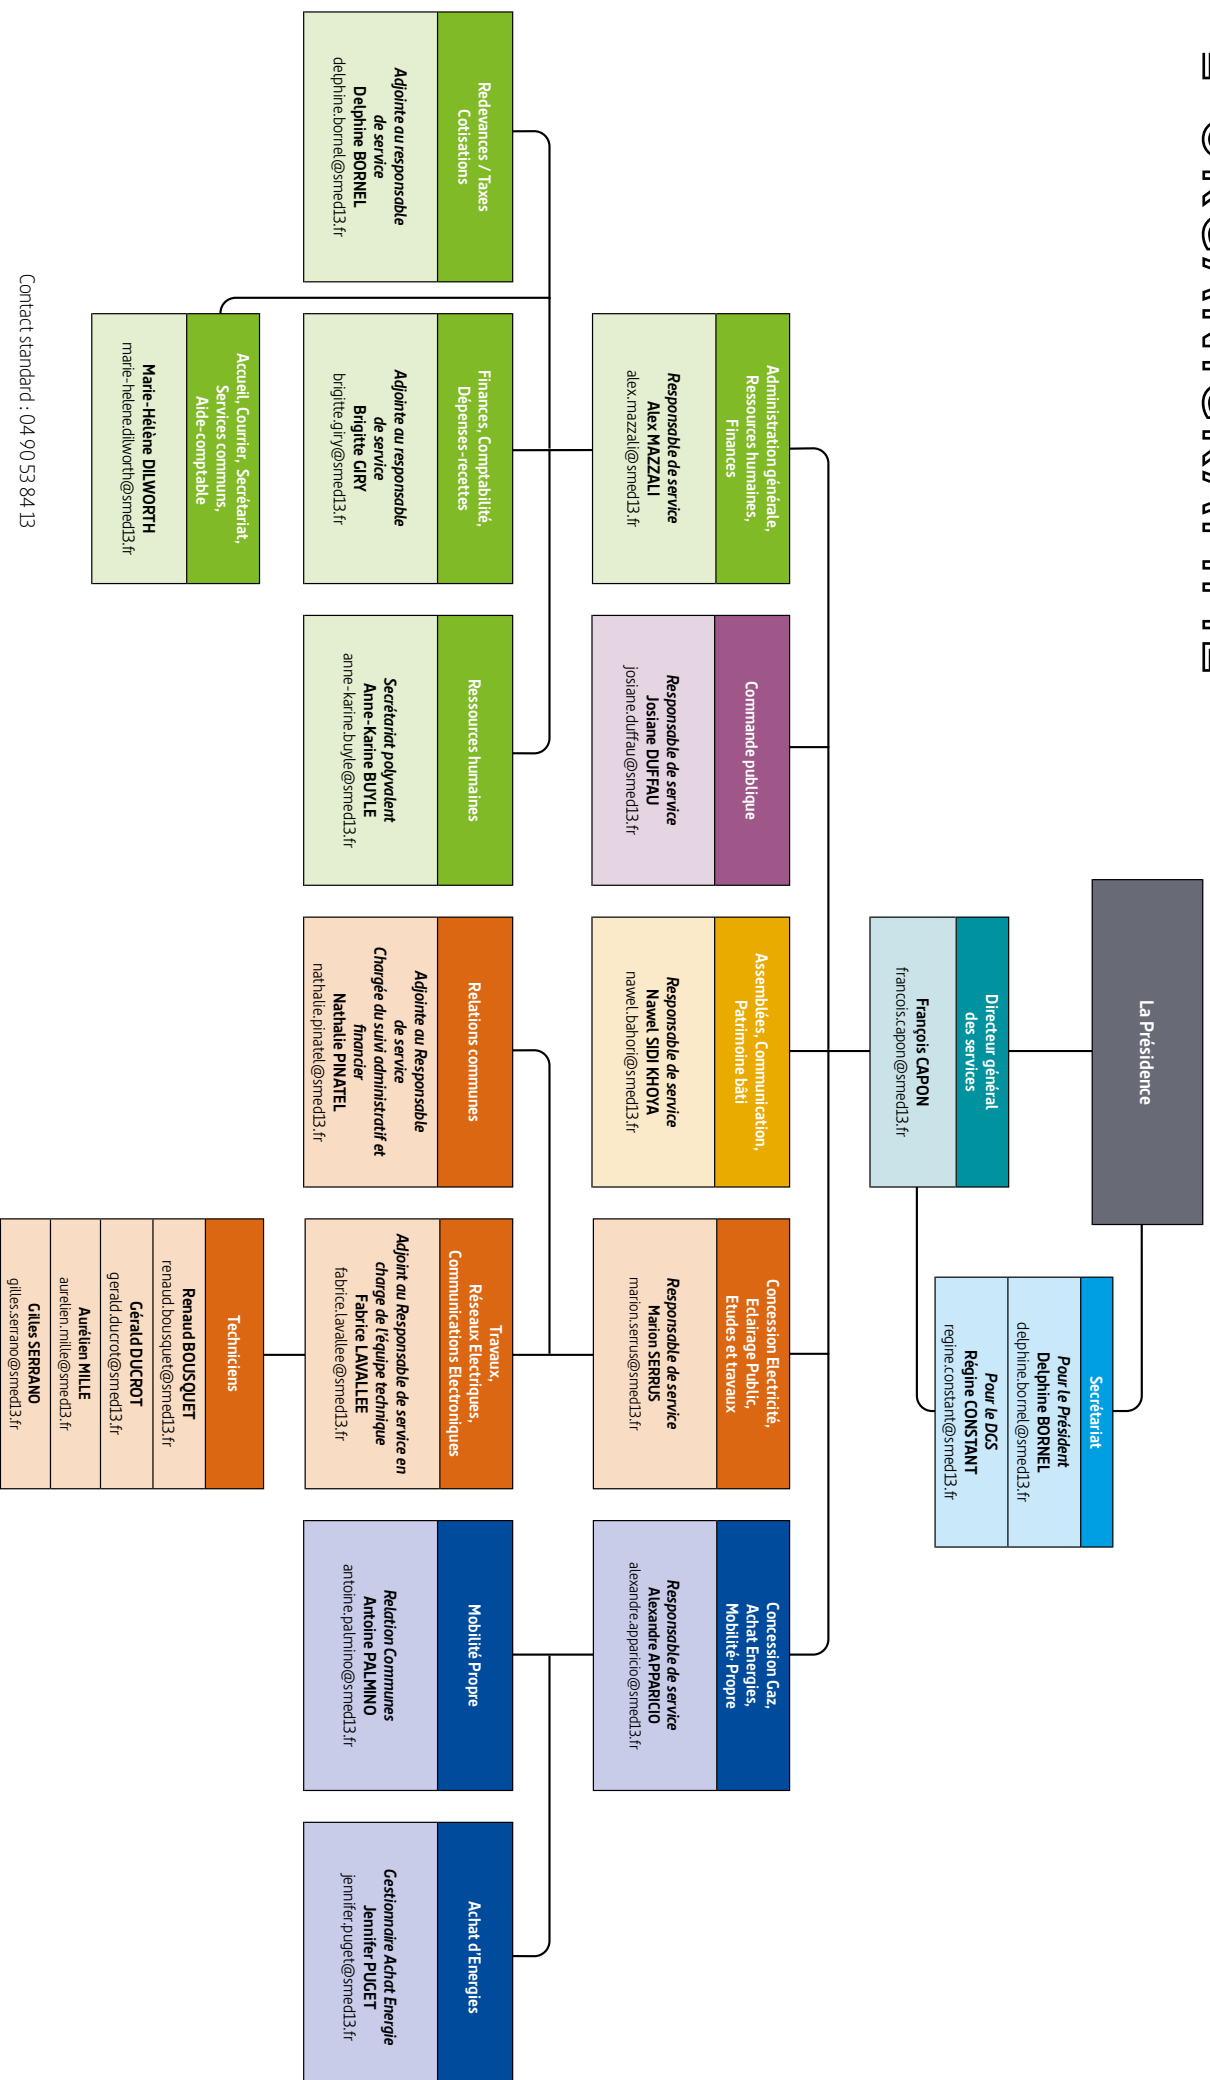 La Présidence
Secrétariat
Pour le Président
Delphine BORNEL
delphine.bornel@smed13.fr
Pour le DGS
Régine CONSTANT
regine.constant@smed13.fr
Directeur général
des services
François CAPON
francois.capon@smed13.fr
Administration générale,
Ressources humaines,
Finances
Responsable de service
Alex MAZZALI
alex.mazzali@smed13.fr
Commande publique
Responsable de service
Josiane DUFFAU
josiane.duffau@smed13.fr
Assemblées, Communication,
Patrimoine bâti
Responsable de service
Nawel SIDI KHOYA
nawel.bahori@smed13.fr
Concession Electricité,
Eclairage Public,
Etudes et travaux
Responsable de service
Marion SERRUS
marion.serrus@smed13.fr
Concession Gaz,
Achat Energies,
Mobilité Propre
Responsable de service
Alexandre APPARICIO
alexandre.apparicio@smed13.fr
Redevances / Taxes
Cotisations
Adjointe au responsable
de service
Delphine BORNEL
delphine.bornel@smed13.fr
Finances, Comptabilité,
Dépenses-recettes
Adjointe au responsable
de service
Brigitte GIRY
brigitte.giry@smed13.fr
Ressources humaines
Secrétariat polyvalent
Anne-Karine BUYLE
anne-karine.buyle@smed13.fr
Relations communes
Adjointe au Responsable
de service
Chargée du suivi administratif et
financier
Nathalie PINATEL
nathalie.pinatel@smed13.fr
Travaux,
Réseaux Electriques,
Communications Electroniques
Adjoint au Responsable de service en
charge de l'équipe technique
Fabrice LAVALLEE
fabrice.lavallee@smed13.fr
Mobilité Propre
Relation Communes
Antoine PALMINO
antoine.palmino@smed13.fr
Achat d'Energies
Gestionnaire Achat Energie
Jennifer PUGET
jennifer.puget@smed13.fr
Accueil, Courrier, Secrétariat,
Services communs,
Aide-comptable
Marie-Hélène DILWORTH
marie-helene.dilworth@smed13.fr
Techniciens
Renaud BOUSQUET
renaud.bousquet@smed13.fr
Gérald DUCROT
gerald.ducrot@smed13.fr
Aurélien MILLE
aurelien.mille@smed13.fr
Gilles SERRANO
gilles.serrano@smed13.fr
Contact standard : 04 90 53 84 13